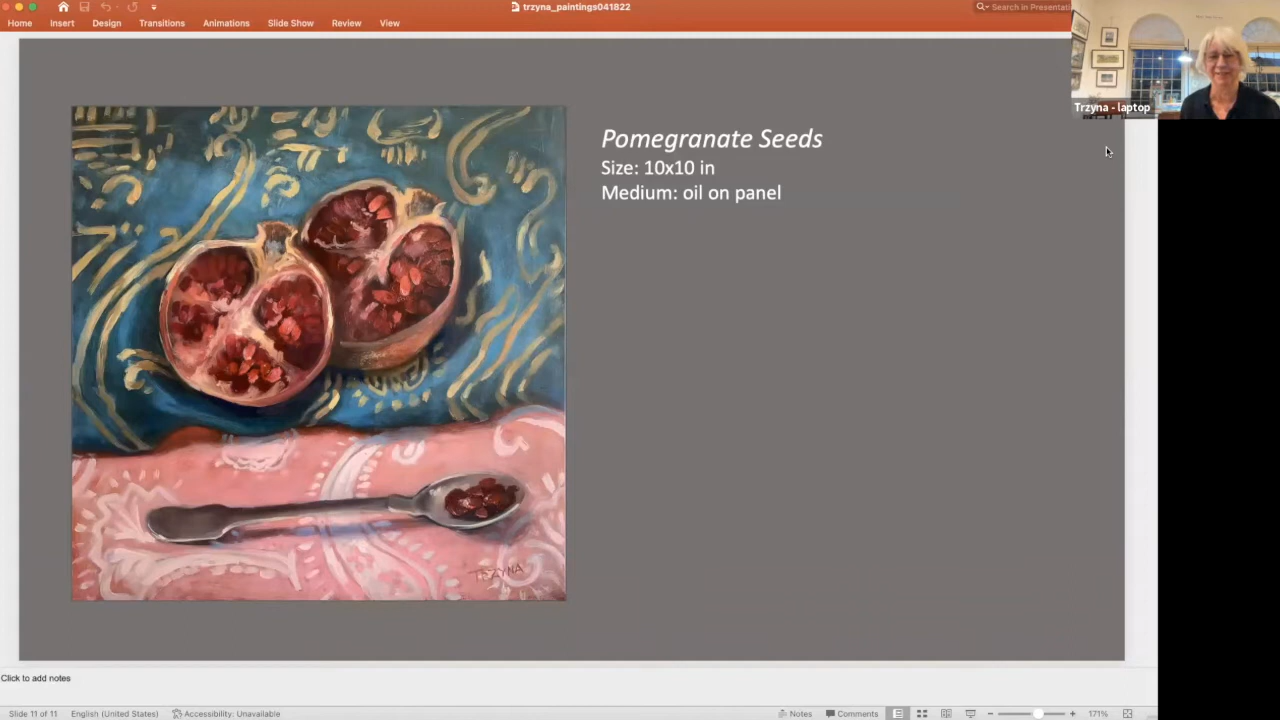 trzyna_paintings041822
Search in Presentati
Home Insert Design Transitions Animations Slide Show Review View
Trzyna - laptop
Pomegranate Seeds
Size: 10x10 in
Medium: oil on panel
TRZYNA
Click to add notes
Slide 11 of 11 English (United States) Accessibility: Unavailable Notes Comments 171%